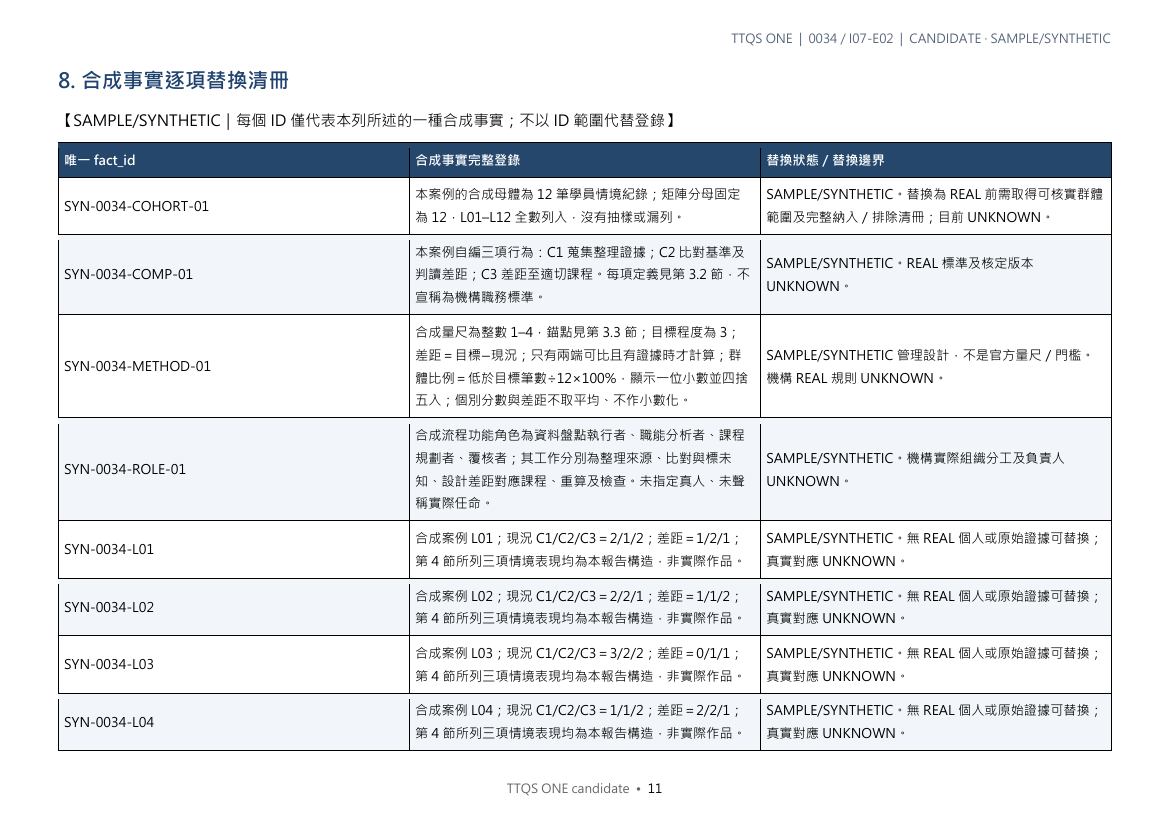 TTQS ONE | 0034 / I07-E02 | CANDIDATE · SAMPLE/SYNTHETIC
8. 合成事實逐項替換清冊
【SAMPLE/SYNTHETIC | 每個 ID 僅代表本列所述的一種合成事實；不以 ID 範圍代替登錄】
唯一 fact_id
合成事實完整登錄
替換狀態 / 替換邊界
SYN-0034-COHORT-01
本案例的合成母體為 12 筆學員情境紀錄；矩陣分母固定
為 12，L01–L12 全數列入，沒有抽樣或漏列。
SAMPLE/SYNTHETIC。替換為 REAL 前需取得可核實群體
範圍及完整納入 / 排除清冊；目前 UNKNOWN。
SYN-0034-COMP-01
本案例自編三項行為：C1 蒐集整理證據；C2 比對基準及
判讀差距；C3 差距至適切課程。每項定義見第 3.2 節，不
宣稱為機構職務標準。
SAMPLE/SYNTHETIC。REAL 標準及核定版本
UNKNOWN。
SYN-0034-METHOD-01
合成量尺為整數 1–4，錨點見第 3.3 節；目標程度為 3；
差距＝目標−現況；只有兩端可比且有證據時才計算；群
體比例＝低於目標筆數÷12×100%，顯示一位小數並四捨
五入；個別分數與差距不取平均、不作小數化。
SAMPLE/SYNTHETIC 管理設計，不是官方量尺 / 門檻。
機構 REAL 規則 UNKNOWN。
SYN-0034-ROLE-01
合成流程功能角色為資料盤點執行者、職能分析者、課程
規劃者、覆核者；其工作分別為整理來源、比對與標未
知、設計差距對應課程、重算及檢查。未指定真人、未聲
稱實際任命。
SAMPLE/SYNTHETIC。機構實際組織分工及負責人
UNKNOWN。
SYN-0034-L01
合成案例 L01；現況 C1/C2/C3＝2/1/2；差距＝1/2/1；
第 4 節所列三項情境表現均為本報告構造，非實際作品。
SAMPLE/SYNTHETIC。無 REAL 個人或原始證據可替換；
真實對應 UNKNOWN。
SYN-0034-L02
合成案例 L02；現況 C1/C2/C3＝2/2/1；差距＝1/1/2；
第 4 節所列三項情境表現均為本報告構造，非實際作品。
SAMPLE/SYNTHETIC。無 REAL 個人或原始證據可替換；
真實對應 UNKNOWN。
SYN-0034-L03
合成案例 L03；現況 C1/C2/C3＝3/2/2；差距＝0/1/1；
第 4 節所列三項情境表現均為本報告構造，非實際作品。
SAMPLE/SYNTHETIC。無 REAL 個人或原始證據可替換；
真實對應 UNKNOWN。
SYN-0034-L04
合成案例 L04；現況 C1/C2/C3＝1/1/2；差距＝2/2/1；
第 4 節所列三項情境表現均為本報告構造，非實際作品。
SAMPLE/SYNTHETIC。無 REAL 個人或原始證據可替換；
真實對應 UNKNOWN。
TTQS ONE candidate • 11